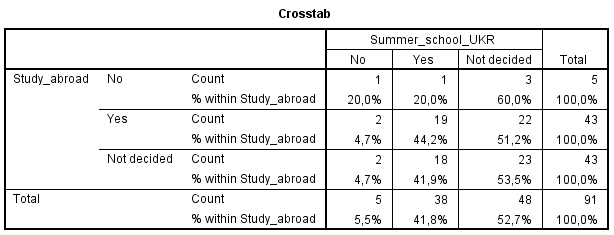 Crosstab
Summer_school_UKR
No Yes Not decided Total
Study_abroad No Count 1 1 3 5
% within Study_abroad 20,0% 20,0% 60,0% 100,0%
Yes Count 2 19 22 43
% within Study_abroad 4,7% 44,2% 51,2% 100,0%
Not decided Count 2 18 23 43
% within Study_abroad 4,7% 41,9% 53,5% 100,0%
Total Count 5 38 48 91
% within Study_abroad 5,5% 41,8% 52,7% 100,0%